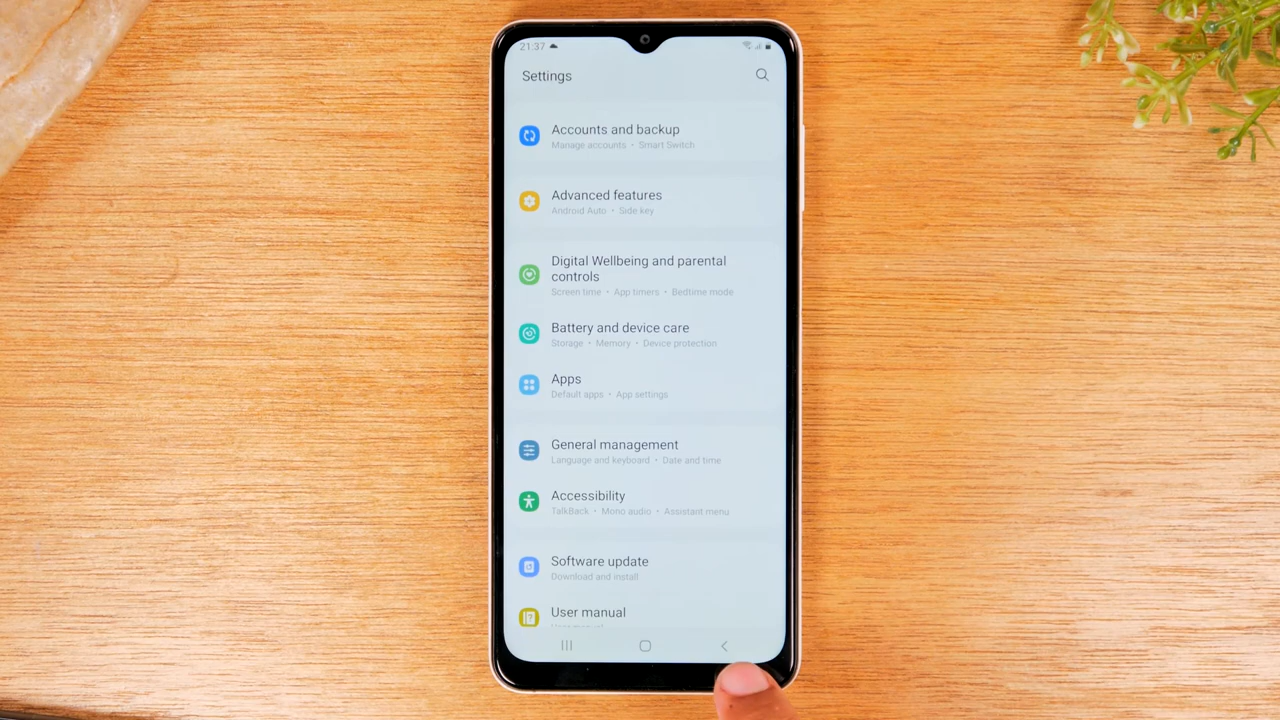 21:37
Settings
Accounts and backup
Manage accounts • Smart Switch
Advanced features
Android Auto • Side key
Digital Wellbeing and parental
controls
Screen time • App timers • Bedtime mode
Battery and device care
Storage • Memory • Device protection
Apps
Default apps • App settings
General management
Language and keyboard • Date and time
Accessibility
TalkBack • Mono audio • Assistant menu
Software update
Download and install
User manual